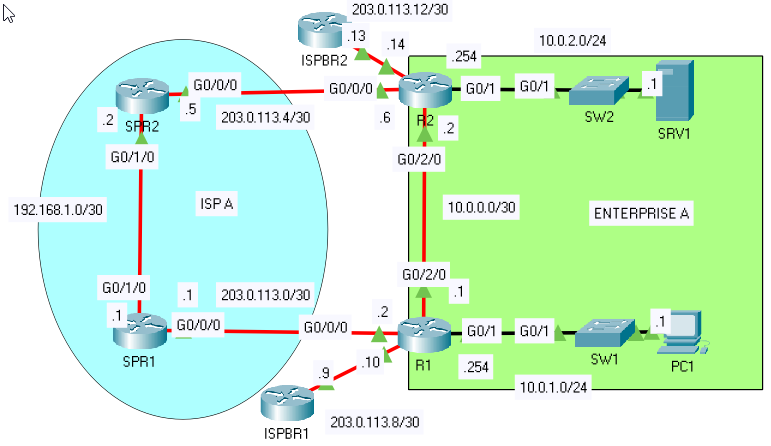 203.0.113.12/30
.13
.14
ISPBR2
.254
10.0.2.0/24
G0/0/0
G0/0/0
G0/1
G0/1
.1
.5
.6
R2
SW2
SRV1
SPR2
.2
203.0.113.4/30
.2
G0/1/0
G0/2/0
192.168.1.0/30
ISP A
10.0.0.0/30
ENTERPRISE A
G0/2/0
G0/1/0
.1
203.0.113.0/30
.1
.1
G0/0/0
G0/0/0
.2
G0/1
G0/1
.1
SPR1
.9
.10
R1
.254
SW1
PC1
10.0.1.0/24
ISPBR1
203.0.113.8/30